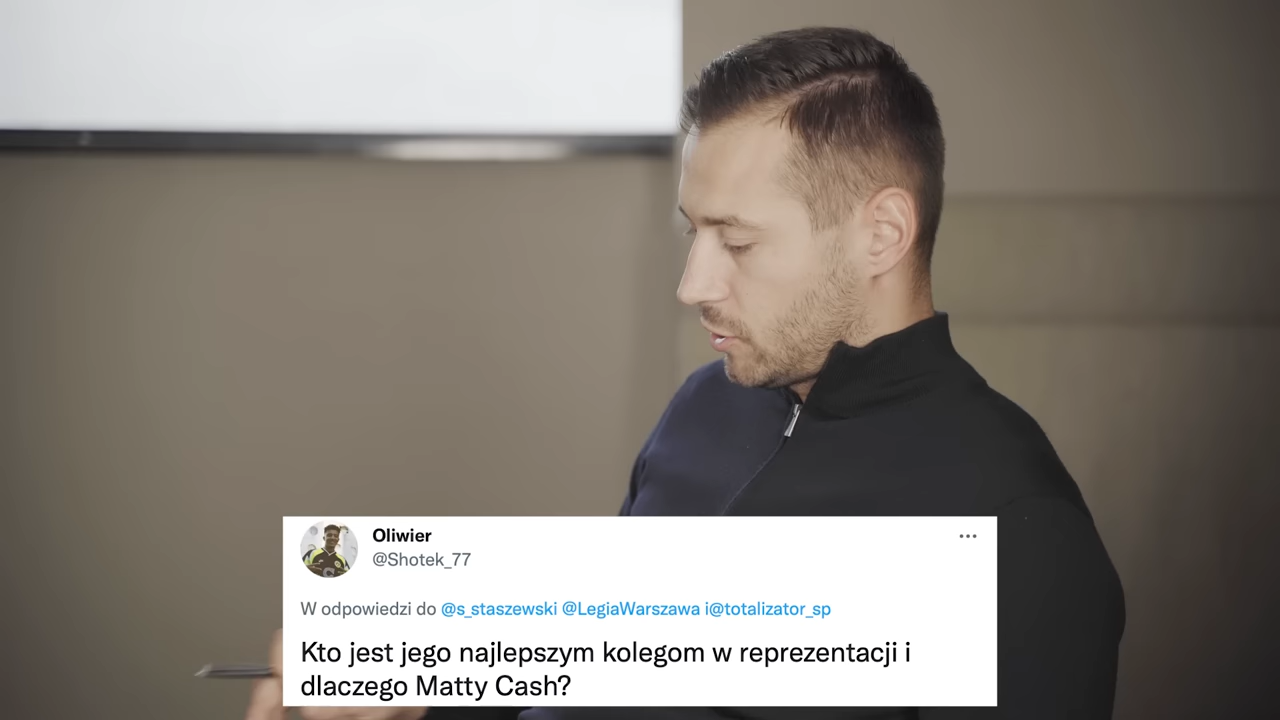 Oliwier
@Shotek_77
W odpowiedzi do @s_staszewski @LegiaWarszawa i@totalizator_sp
Kto jest jego najlepszym kolegom w reprezentacji i
dlaczego Matty Cash?